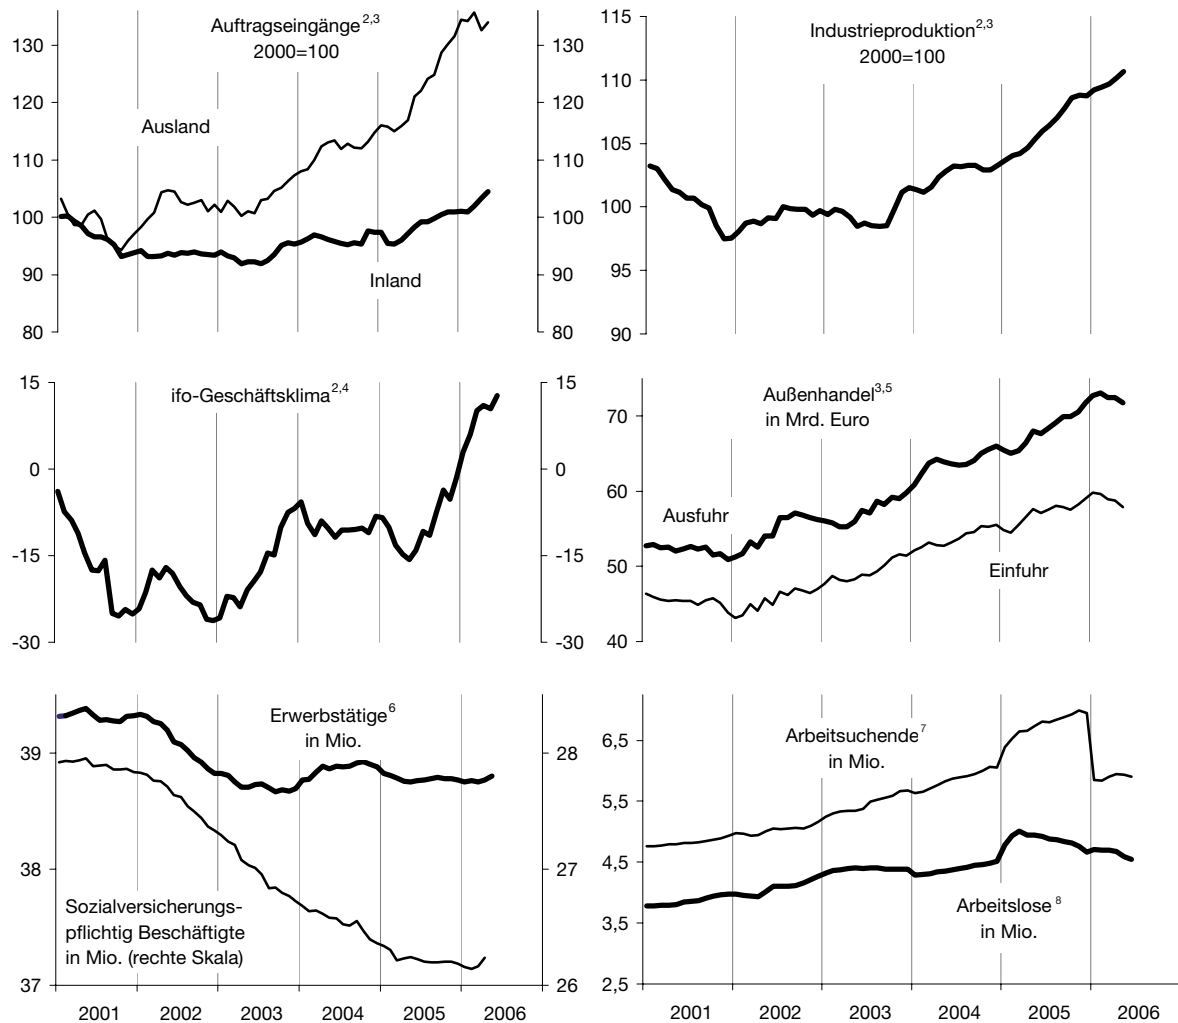 Auftragseingänge2,3
2000=100
130
120
110
100
90
80
130
120
110
100
90
80
Ausland
Inland
Industrieproduktion2,3
2000=100
115
110
105
100
95
90
ifo-Geschäftsklima2,4
15
0
-15
-30
15
0
-15
-30
Außenhandel3,5
in Mrd. Euro
70
60
50
40
Ausfuhr
Einfuhr
Erwerbstätige6
in Mio.
39
38
37
28
27
26
Sozialversicherungs-
pflichtig Beschäftigte
in Mio. (rechte Skala)
2001 2002 2003 2004 2005 2006
Arbeitsuchende7
in Mio.
6,5
5,5
4,5
3,5
2,5
Arbeitslose8
in Mio.
2001 2002 2003 2004 2005 2006